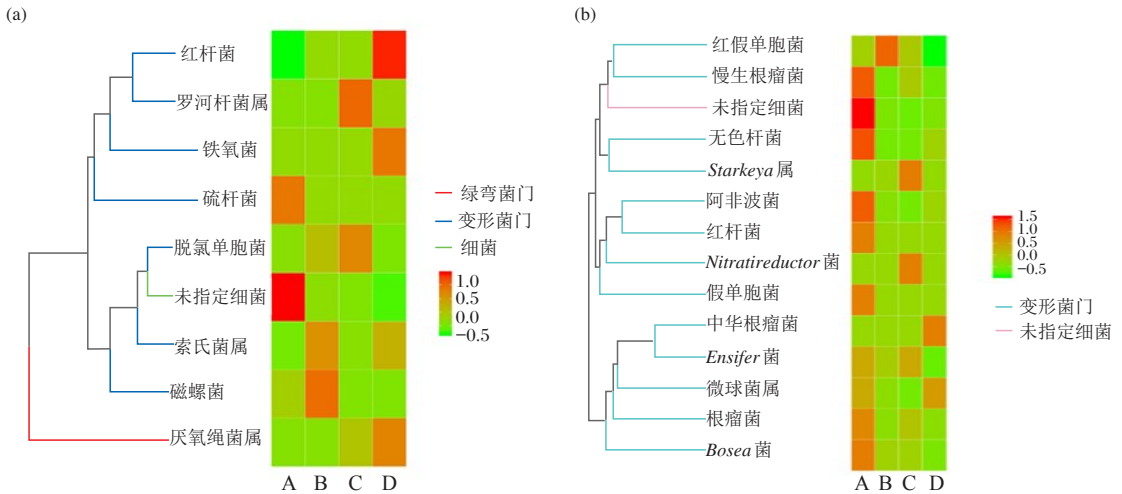 (a)
红杆菌
罗河杆菌属
铁氧菌
硫杆菌
脱氯单胞菌
未指定细菌
索氏菌属
磁螺菌
厌氧绳菌属
A B C D
绿弯菌门
变形菌门
细菌
1.0
0.5
0.0
−0.5
(b)
红假单胞菌
慢生根瘤菌
未指定细菌
无色杆菌
Starkeya 属
阿非波菌
红杆菌
Nitratireductor 菌
假单胞菌
中华根瘤菌
Ensifer 菌
微球菌属
根瘤菌
Bosea 菌
A B C D
1.5
1.0
0.5
0.0
−0.5
变形菌门
未指定细菌